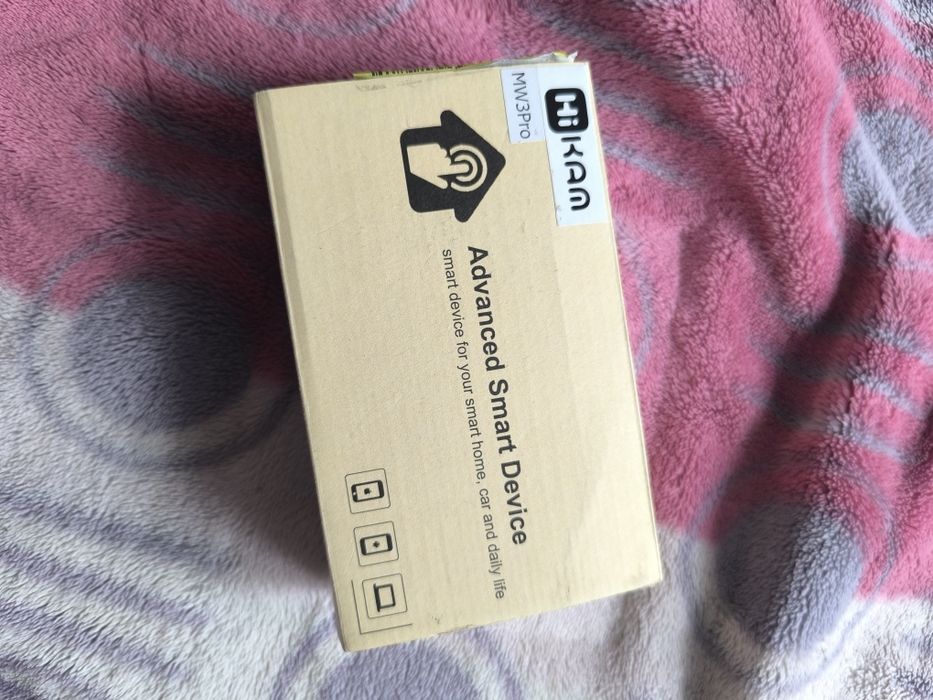 HiKAM
MW3Pro
Advanced Smart Device
smart device for your smart home, car and daily life